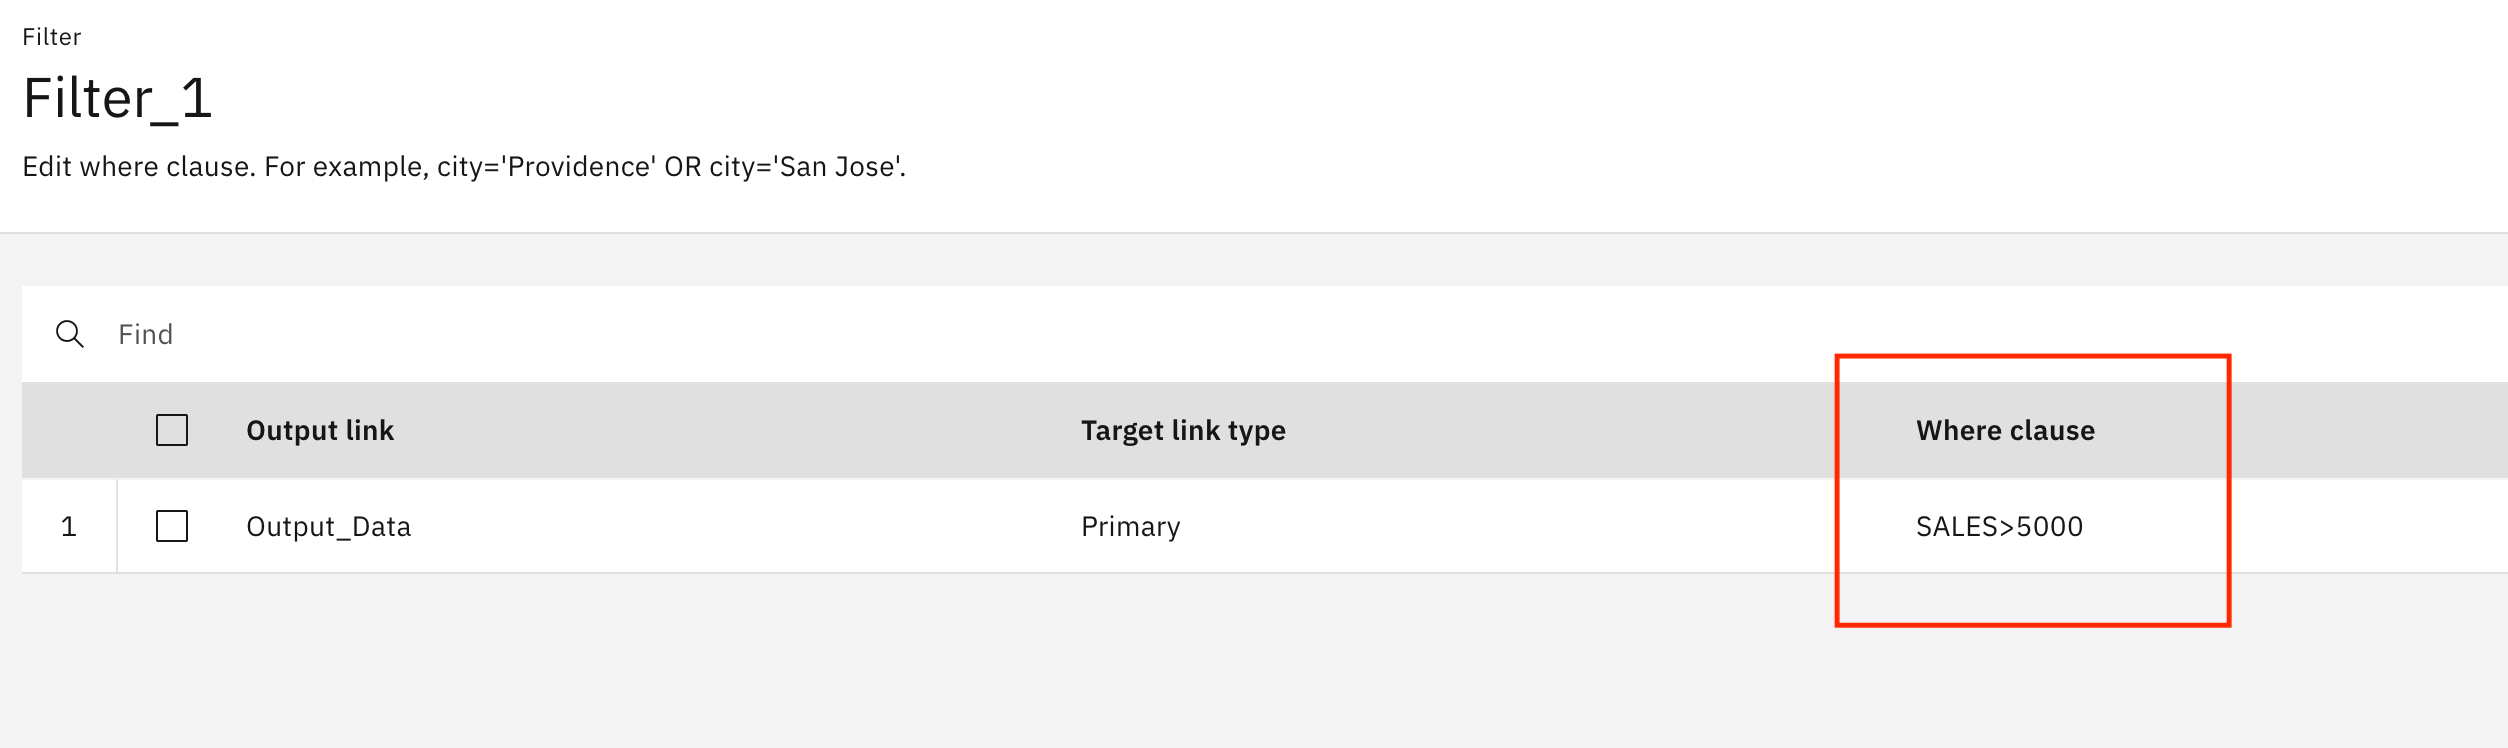 Filter
Filter_1
Edit where clause. For example, city='Providence' OR city='San Jose'.
Find
Output link Target link type Where clause
1 Output_Data Primary SALES>5000